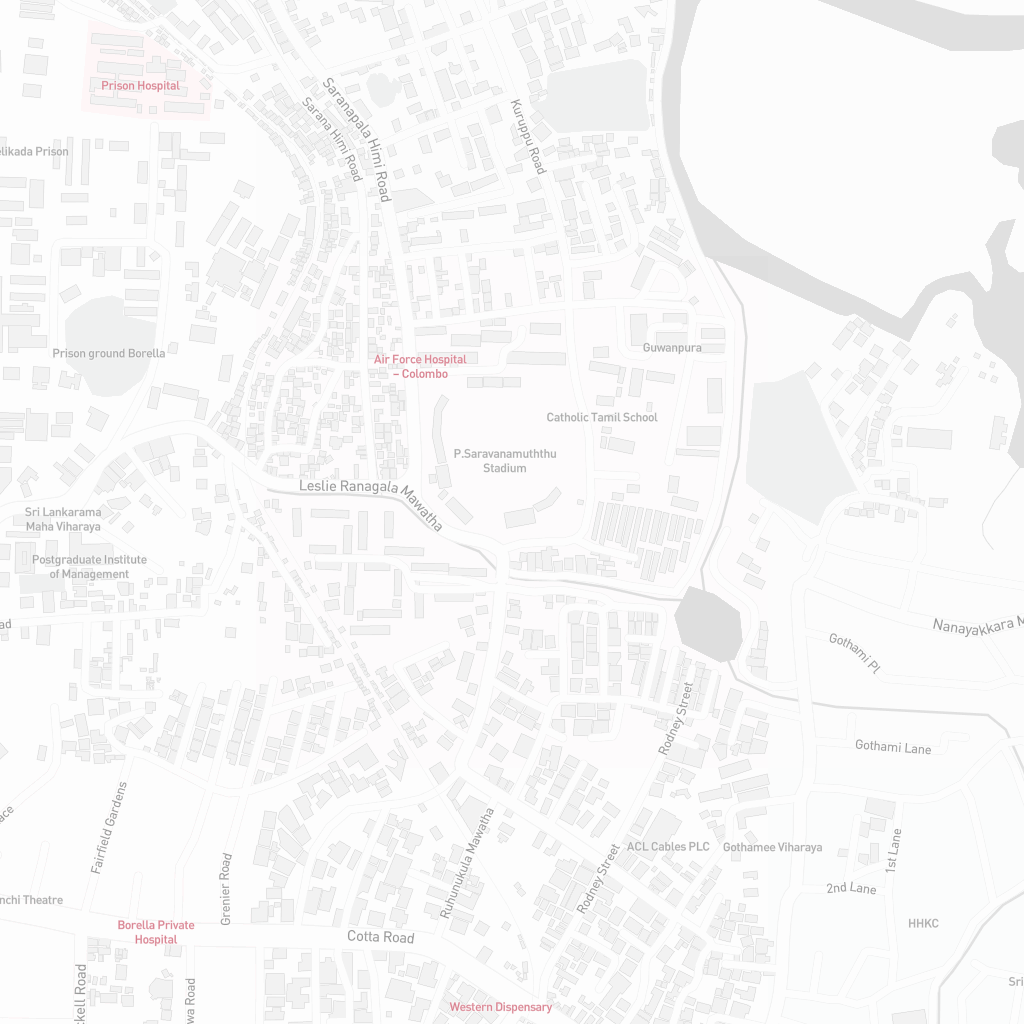 Prison Hospital
Saranapala Himi Road
Sarana Himi Road
Kuruppu Road
elikada Prison
Prison ground Borella
Air Force Hospital
– Colombo
Guwanpura
Catholic Tamil School
P.Saravanamuththu
Stadium
Leslie Ranagala Mawatha
Sri Lankarama
Maha Viharaya
Postgraduate Institute
of Management
ad
Nanayakkara M
Gothami Pl
Rodney Street
Gothami Lane
ace
Fairfield Gardens
Grenier Road
Ruhunukula Mawatha
Rodney Street
ACL Cables PLC
Gothamee Viharaya
1st Lane
2nd Lane
nchi Theatre
Borella Private
Hospital
Cotta Road
HHKC
ckell Road
wa Road
Western Dispensary
Sri